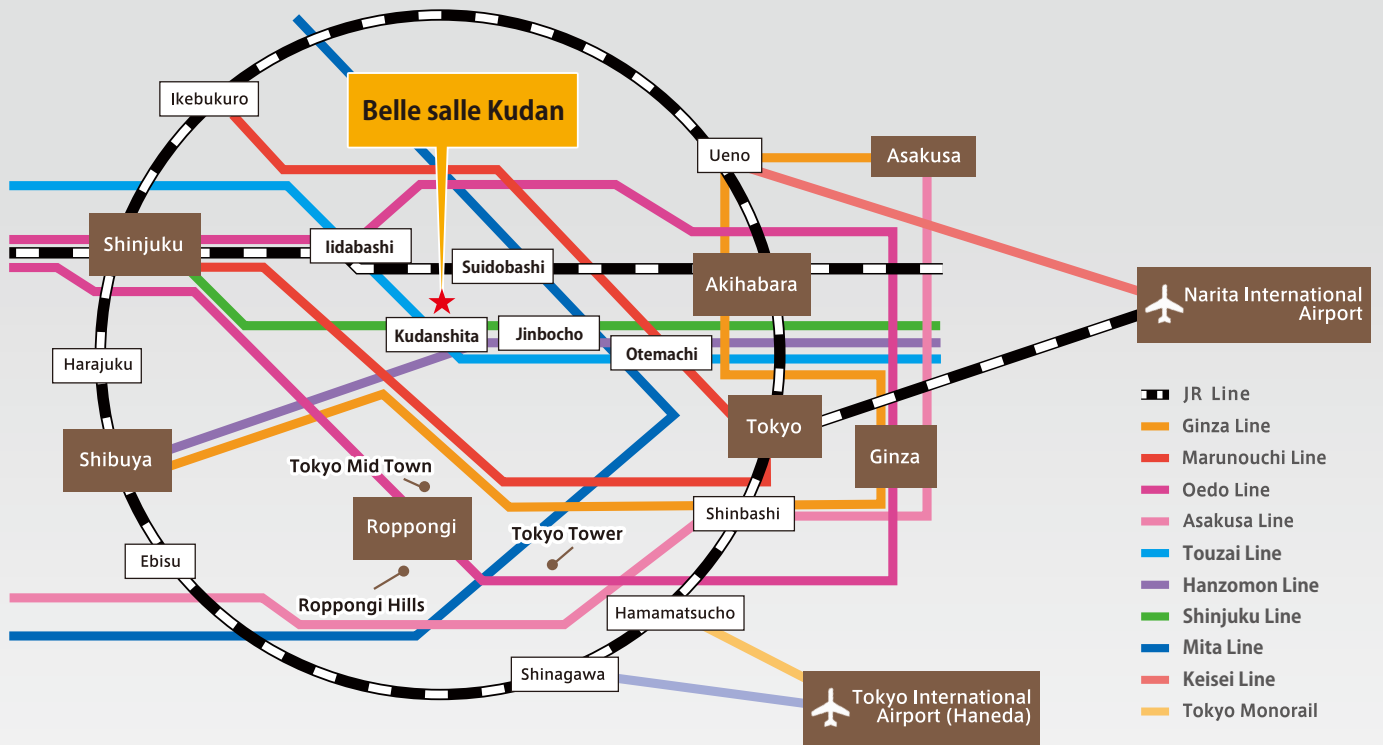 Ikebukuro
Belle salle Kudan
Ueno
Asakusa
Shinjuku
Iidabashi
Suidobashi
Akihabara
Narita International
Airport
Kudanshita
Jinbocho
Otemachi
Harajuku
Shibuya
Tokyo
Ginza
Tokyo Mid Town
Roppongi
Tokyo Tower
Shinbashi
Ebisu
Roppongi Hills
Hamamatsucho
Shinagawa
Tokyo International
Airport (Haneda)
JR Line
Ginza Line
Marunouchi Line
Oedo Line
Asakusa Line
Touzai Line
Hanzomon Line
Shinjuku Line
Mita Line
Keisei Line
Tokyo Monorail